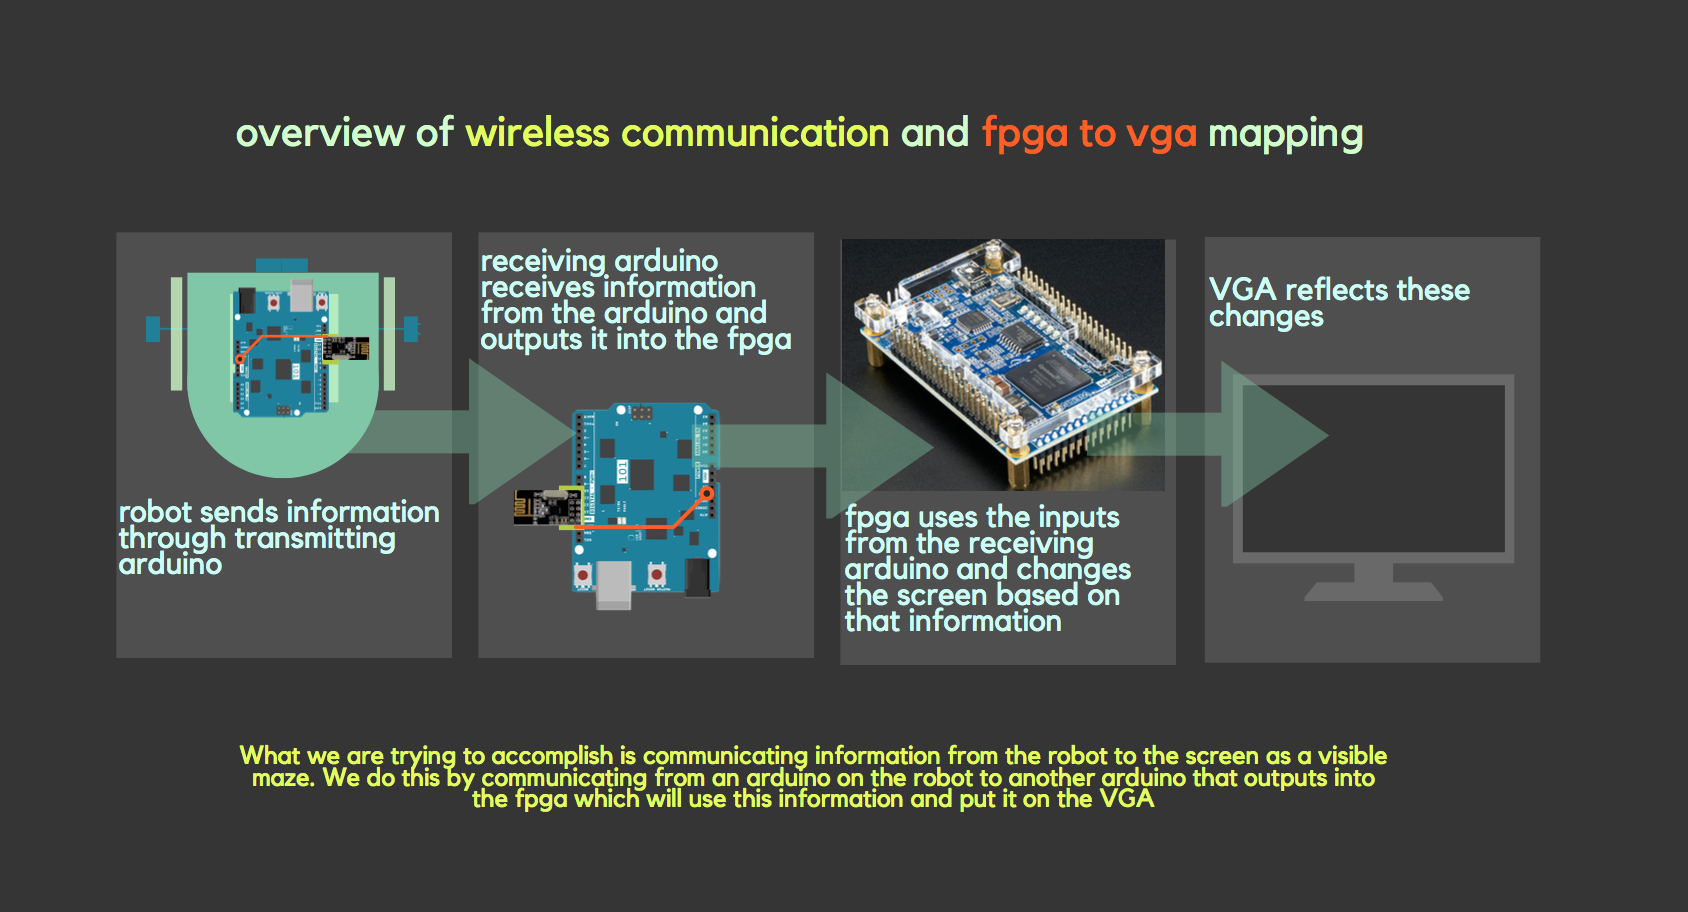 overview of wireless communication and fpga to vga mapping
robot sends information
through transmitting
arduino
receiving arduino
receives information
from the arduino and
outputs it into the fpga
101
fpga uses the inputs
from the receiving
arduino and changes
the screen based on
that information
VGA reflects these
changes
What we are trying to accomplish is communicating information from the robot to the screen as a visible
maze. We do this by communicating from an arduino on the robot to another arduino that outputs into
the fpga which will use this information and put it on the VGA